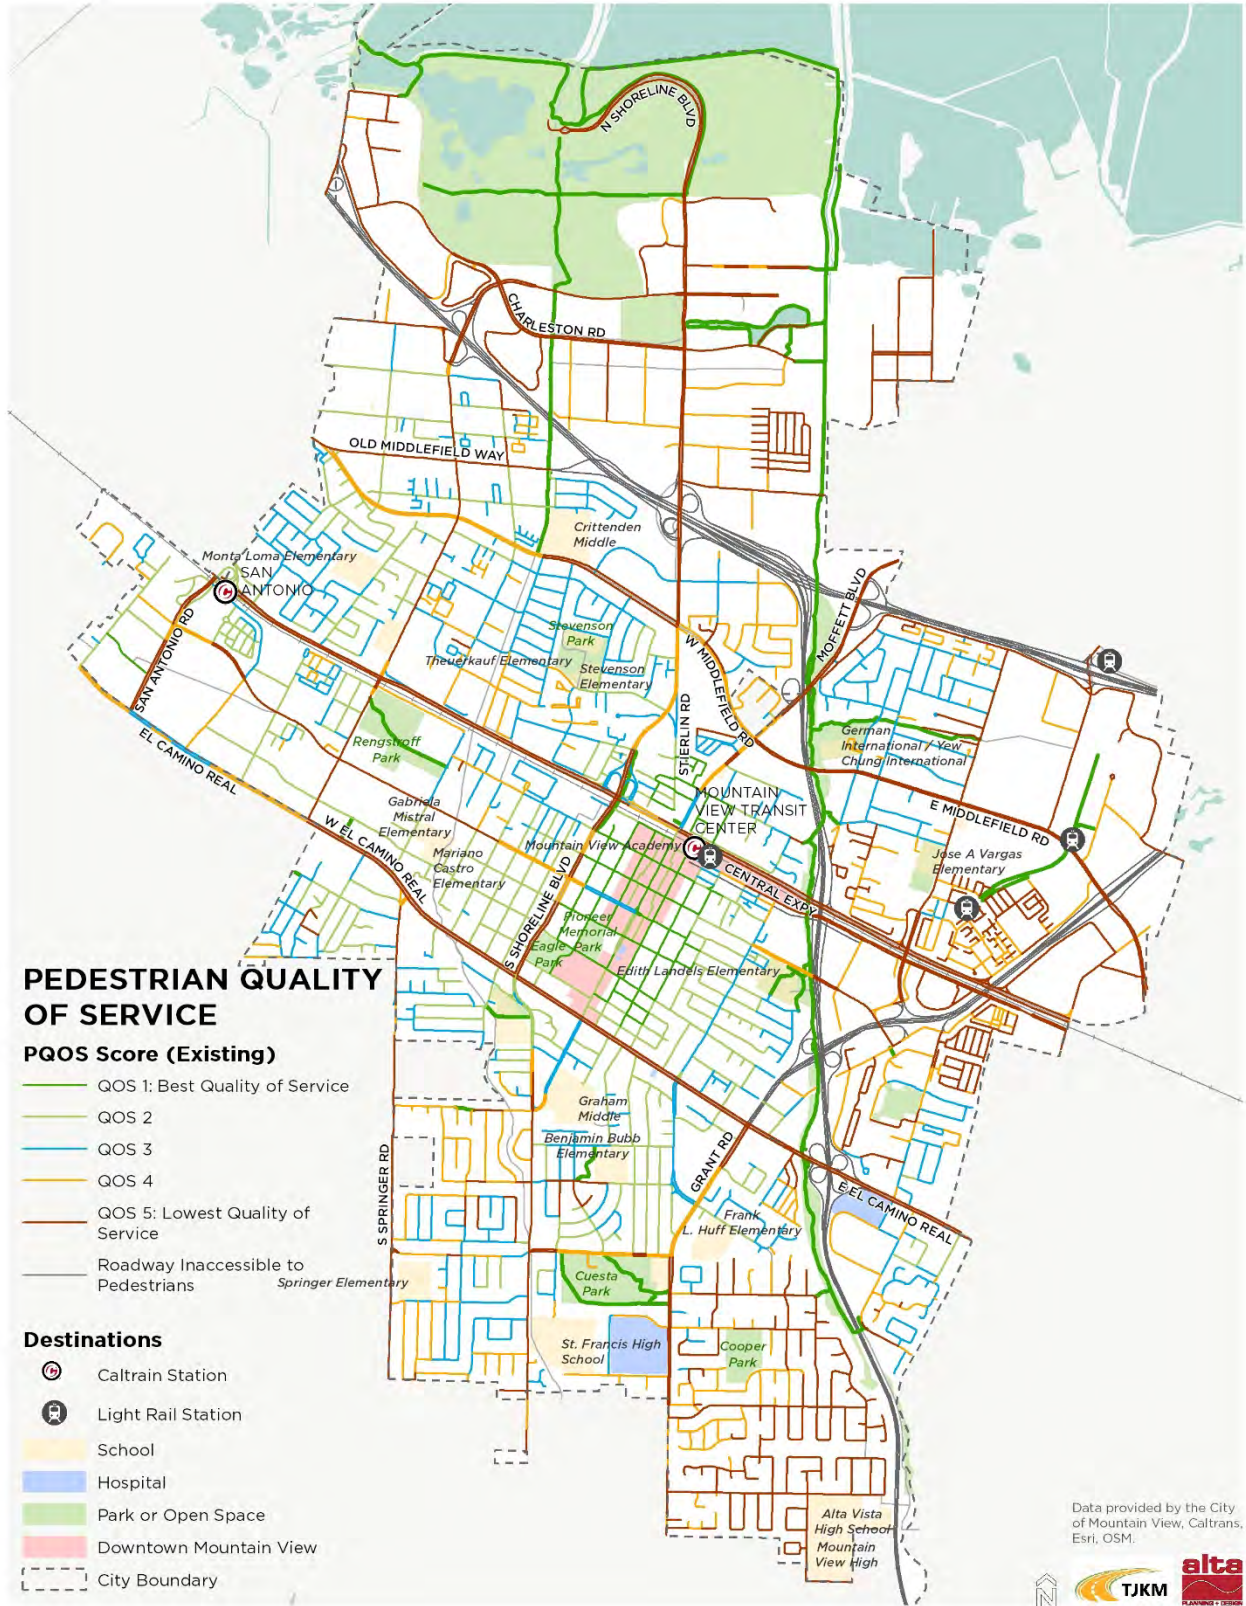 N SHORELINE BLVD
CHARLESTON RD
OLD MIDDLEFIELD WAY
Crittenden
Middle
Monta Loma Elementary
SAN
ANTONIO
MOFFETT BLVD
Stevenson
Park
SAN ANTONIO RD
Theuerkauf Elementary
Stevenson
Elementary
W MIDDLEFIELD RD
STIERLIN RD
EL CAMINO REAL
Rengstroff
Park
German
International / Yew
Chung International
MOUNTAIN
VIEW TRANSIT
CENTER
Gabriela
Mistral
Elementary
W EL CAMINO REAL
E MIDDLEFIELD RD
Mountain View Academy
Mariano
Castro
Elementary
Jose A Vargas
Elementary
CENTRAL EXPY
S SHORELINE BLVD
Pioneer
Memorial
Park
Eagle
Park
Edith Landels Elementary
PEDESTRIAN QUALITY
OF SERVICE
PQOS Score (Existing)
QOS 1: Best Quality of Service
QOS 2
QOS 3
QOS 4
QOS 5: Lowest Quality of
Service
Roadway Inaccessible to
Pedestrians
Graham
Middle
Benjamin Bubb
Elementary
S SPRINGER RD
GRANT RD
E EL CAMINO REAL
Frank
L. Huff Elementary
Springer Elementary
Cuesta
Park
St. Francis High
School
Cooper
Park
Destinations
Caltrain Station
Light Rail Station
School
Hospital
Park or Open Space
Downtown Mountain View
City Boundary
Alta Vista
High School
Mountain
View High
Data provided by the City
of Mountain View, Caltrans,
Esri, OSM.
N
TJKM
alta
PLANNING + DESIGN